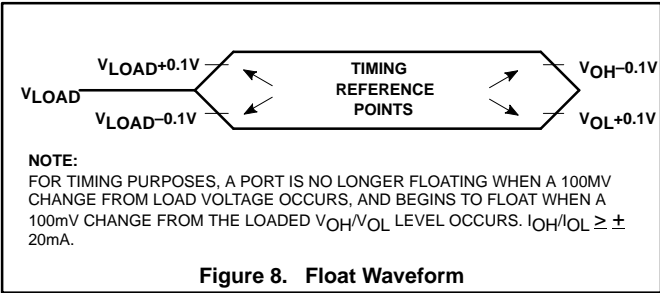 VLOAD+0.1V
TIMING
REFERENCE
POINTS
VOH–0.1V
VLOAD
VLOAD–0.1V
VOL+0.1V
NOTE:
FOR TIMING PURPOSES, A PORT IS NO LONGER FLOATING WHEN A 100MV
CHANGE FROM LOAD VOLTAGE OCCURS, AND BEGINS TO FLOAT WHEN A
100mV CHANGE FROM THE LOADED VOH/VOL LEVEL OCCURS. IOH/IOL ≥ ±
20mA.
Figure 8. Float Waveform